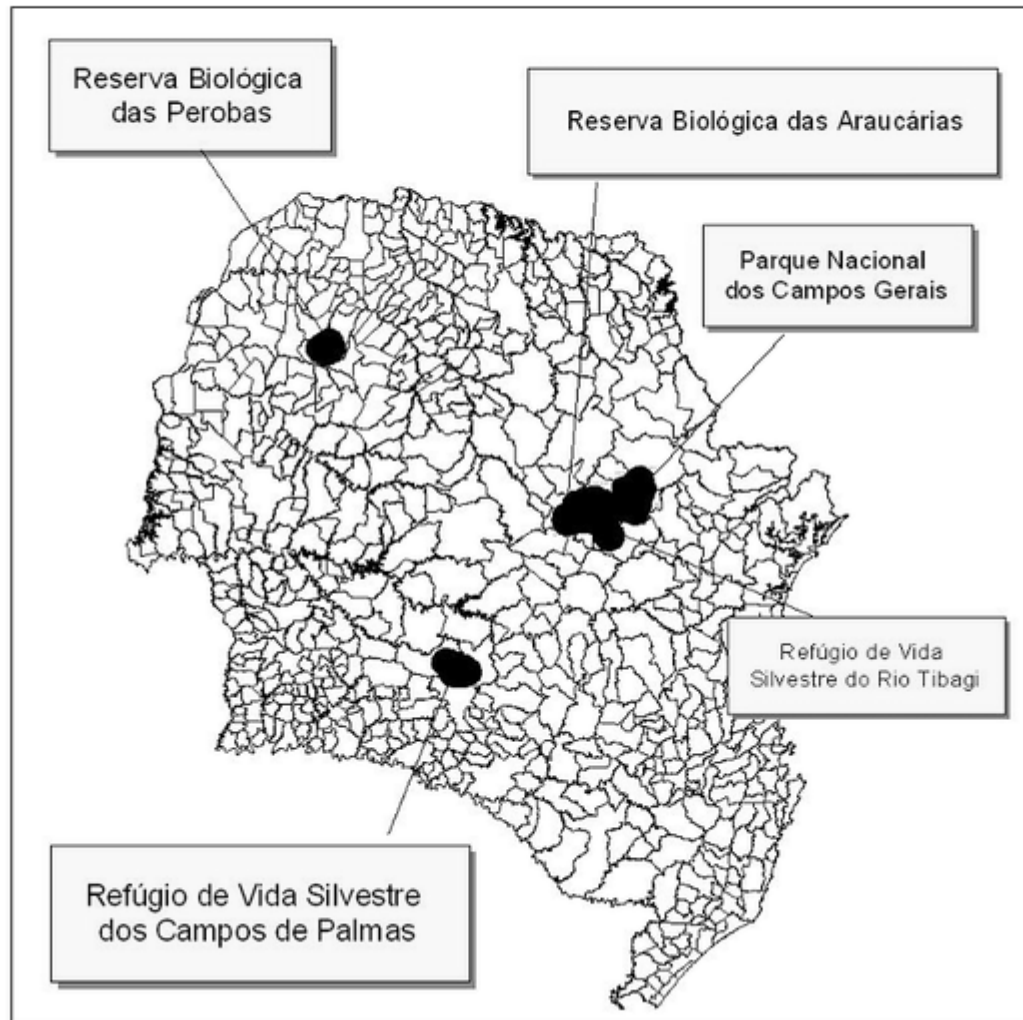 Reserva Biológica
das Perobas
Reserva Biológica das Araucárias
Parque Nacional
dos Campos Gerais
Refúgio de Vida
Silvestre do Rio Tibagi
Refúgio de Vida Silvestre
dos Campos de Palmas